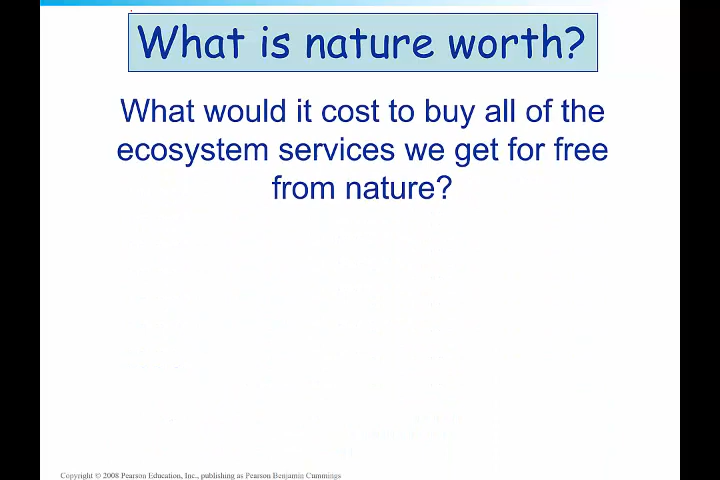 What is nature worth?
What would it cost to buy all of the
ecosystem services we get for free
from nature?
Copyright © 2008 Pearson Education, Inc., publishing as Pearson Benjamin Cummings